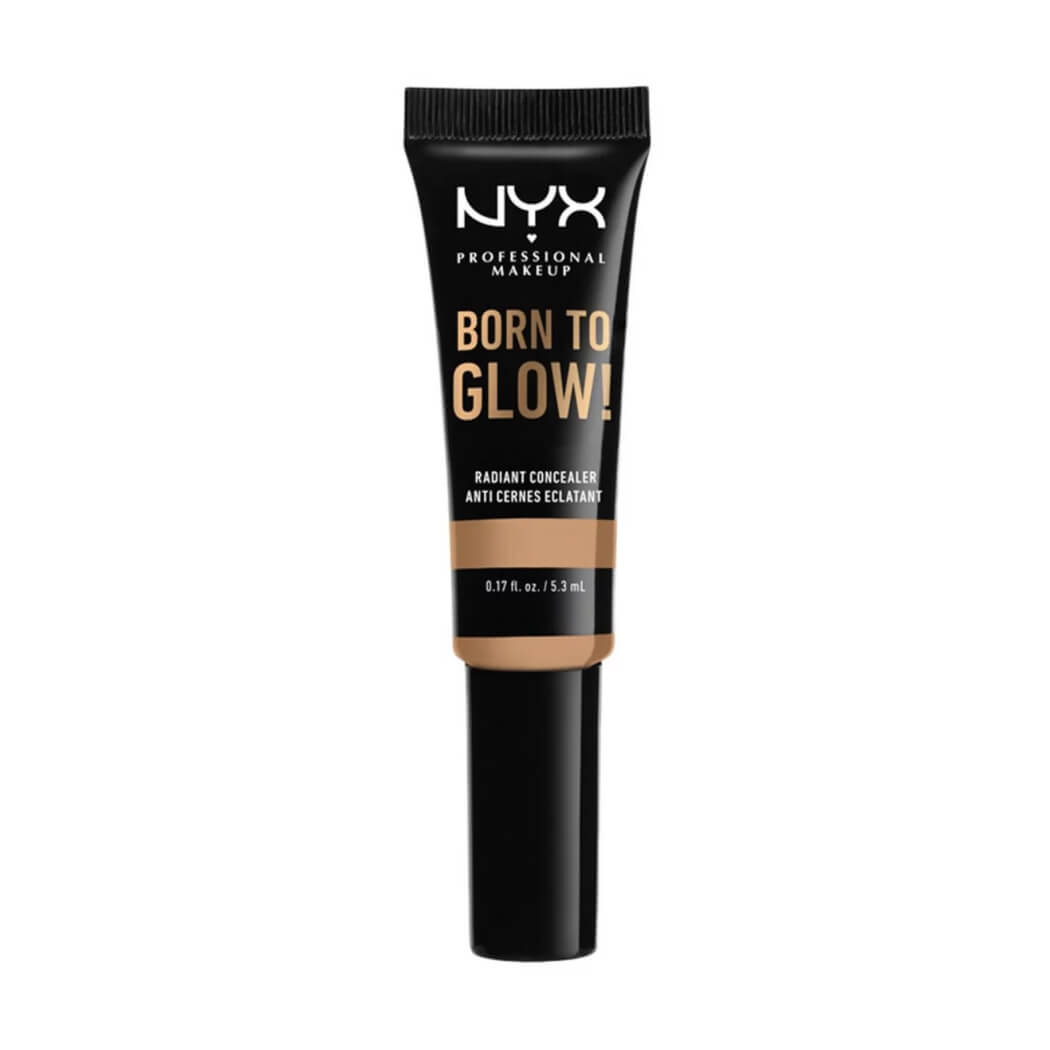 NYX
PROFESSIONAL
MAKEUP
BORN TO
GLOW!
RADIANT CONCEALER
ANTI CERNES ECLATANT
0.17 fl. oz. / 5.3 mL